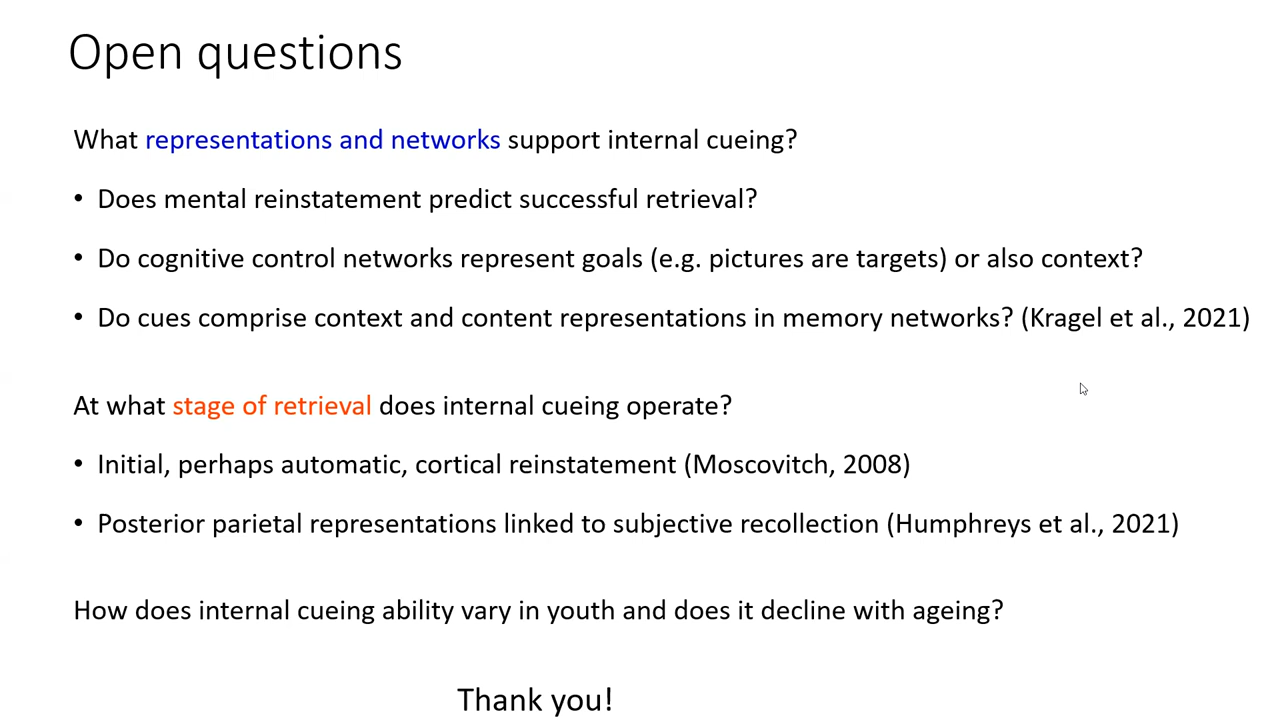 Open questions
What representations and networks support internal cueing?
• Does mental reinstatement predict successful retrieval?
• Do cognitive control networks represent goals (e.g. pictures are targets) or also context?
• Do cues comprise context and content representations in memory networks? (Kragel et al., 2021)
At what stage of retrieval does internal cueing operate?
• Initial, perhaps automatic, cortical reinstatement (Moscovitch, 2008)
• Posterior parietal representations linked to subjective recollection (Humphreys et al., 2021)
How does internal cueing ability vary in youth and does it decline with ageing?
Thank you!